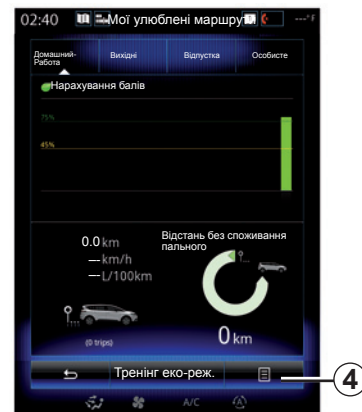 02:40 Мої улюблені маршрути ---°F
Домашній-
Робота
Вихідні
Відпустка
Особисте
Нарахування балів
75%
45%
0.0 km
--- km/h
--- L/100km
(0 trips)
Відстань без споживання
пального
0 km
Тренінг еко-реж.
4
A/C